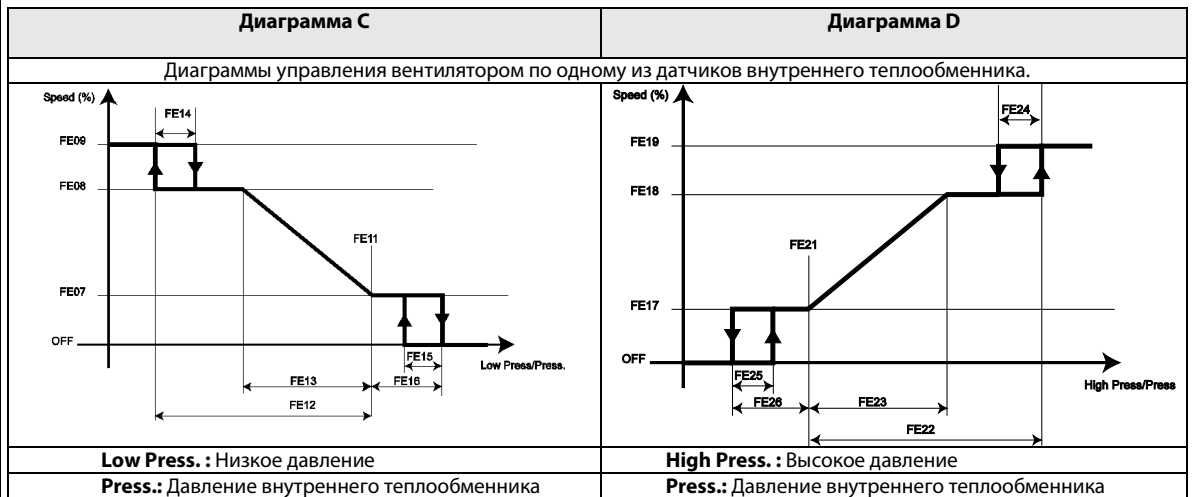 Диаграмма C
Диаграмма D
Диаграммы управления вентилятором по одному из датчиков внутреннего теплообменника.
Speed (%)
FE14
FE09
FE08
FE11
FE07
OFF
FE15
Low Press/Press.
FE13
FE16
FE12
Speed (%)
FE24
FE19
FE18
FE21
FE17
OFF
FE25
High Press/Press
FE26
FE23
FE22
Low Press. : Низкое давление
High Press. : Высокое давление
Press.: Давление внутреннего теплообменника
Press.: Давление внутреннего теплообменника